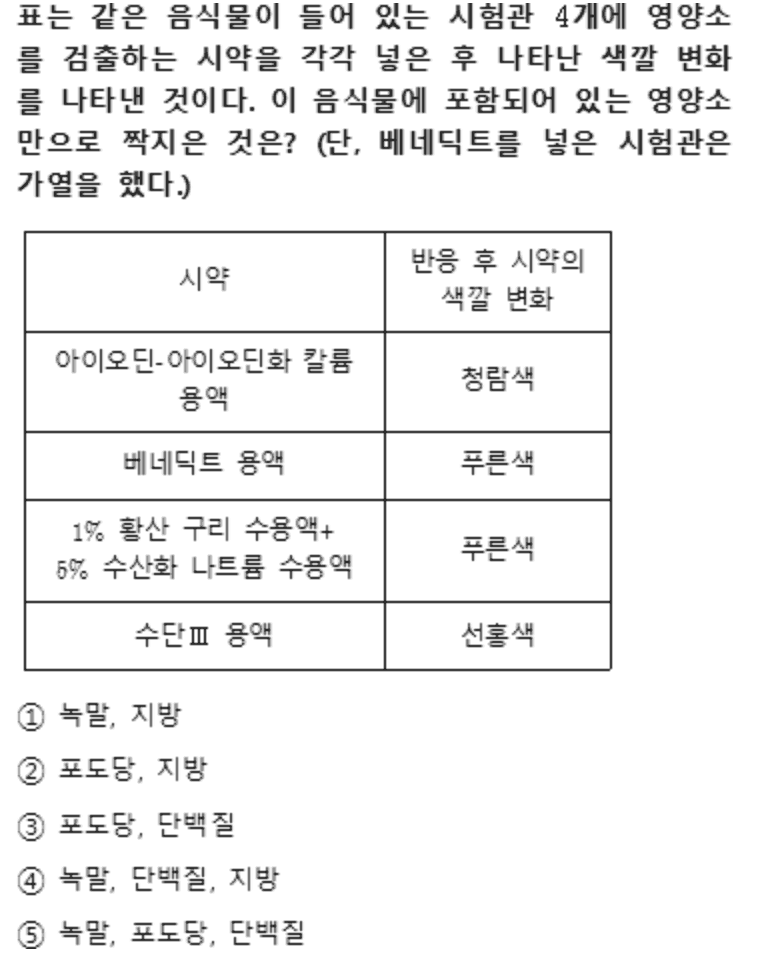 표는 같은 음식물이 들어 있는 시험관 4개에 영양소
를 검출하는 시약을 각각 넣은 후 나타난 색깔 변화
를 나타낸 것이다. 이 음식물에 포함되어 있는 영양소
만으로 짝지은 것은? (단, 베네딕트를 넣은 시험관은
가열을 했다.)
시약
반응 후 시약의
색깔 변화
아이오딘-아이오딘화 칼륨
용액
청람색
베네딕트 용액
푸른색
1% 황산 구리 수용액+
5% 수산화 나트륨 수용액
푸른색
수단Ⅲ 용액
선홍색
① 녹말, 지방
② 포도당, 지방
③ 포도당, 단백질
④ 녹말, 단백질, 지방
⑤ 녹말, 포도당, 단백질